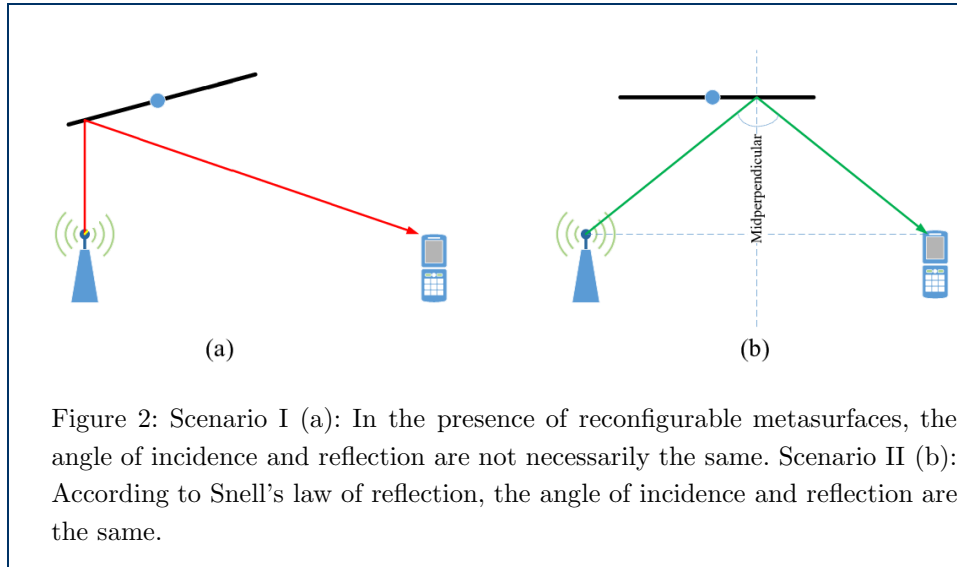 Midperpendicular
(a)
(b)
Figure 2: Scenario I (a): In the presence of reconfigurable metasurfaces, the
angle of incidence and reflection are not necessarily the same. Scenario II (b):
According to Snell's law of reflection, the angle of incidence and reflection are
the same.